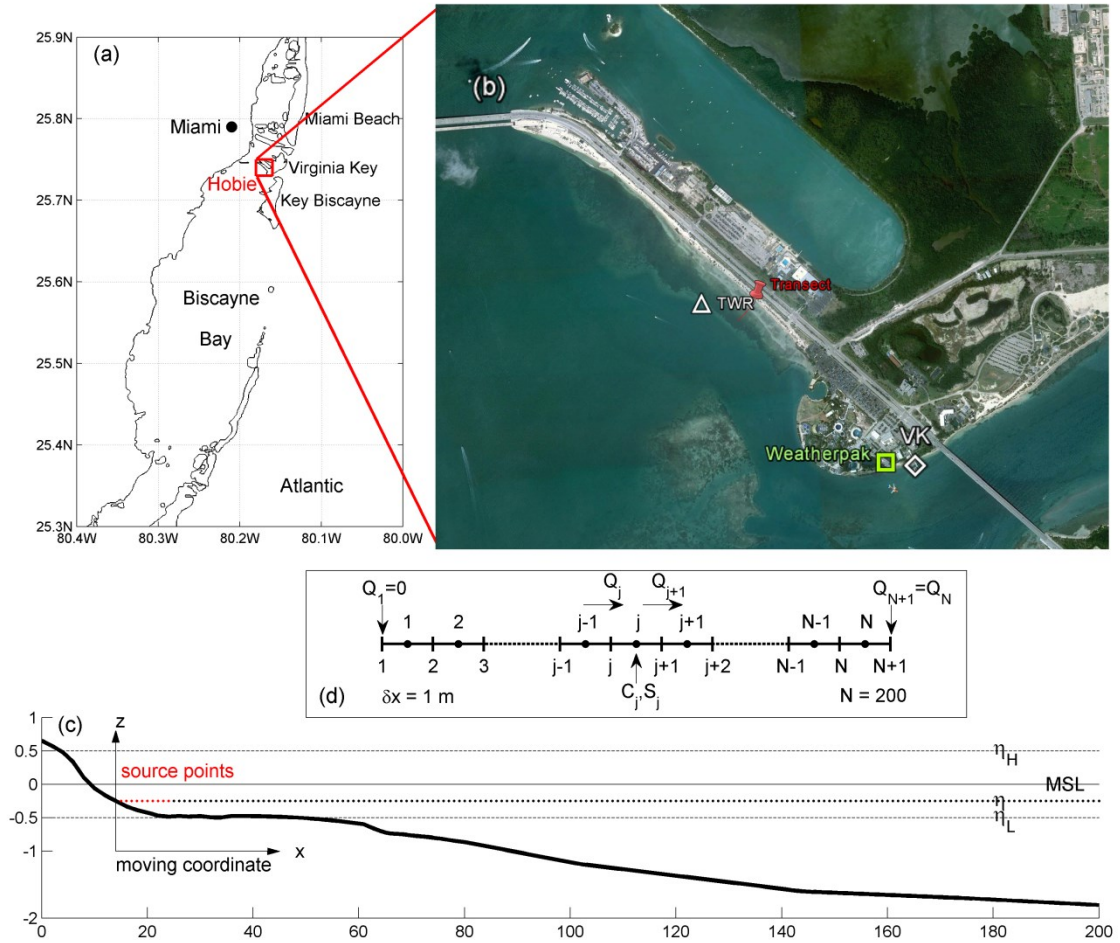 (a)
25.9N
25.8N
25.7N
25.6N
25.5N
25.4N
25.3N
80.4W
80.3W
80.2W
80.1W
80.0W
Miami
Miami Beach
Virginia Key
Hobie
Key Biscayne
Biscayne
Bay
Atlantic
(b)
Transect
TWR
VK
Weatherpak
Q1=0
Qj
Qj+1
QN+1=QN
1
2
j-1
j
j+1
N-1
N
1
2
3
j-1
j
j+1
j+2
N-1
N
N+1
(d)
δx = 1 m
Cj,Sj
N = 200
(c)
1
0.5
0
-0.5
-1
-2
z
source points
moving coordinate
x
ηH
MSL
η
ηL
0
20
40
60
80
100
120
140
160
180
200